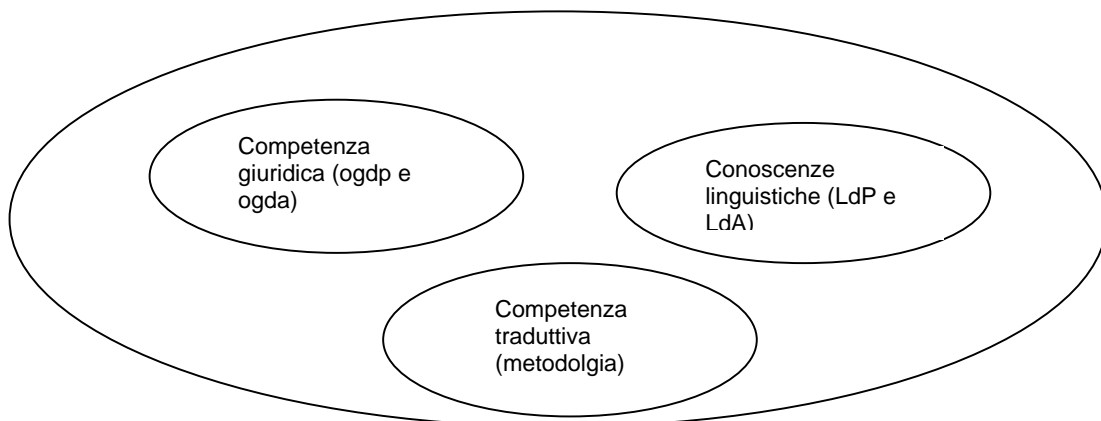 Competenza
giuridica (ogdp e
ogda)
Conoscenze
linguistiche (LdP e
LdA)
Competenza
traduttiva
(metodolgia)